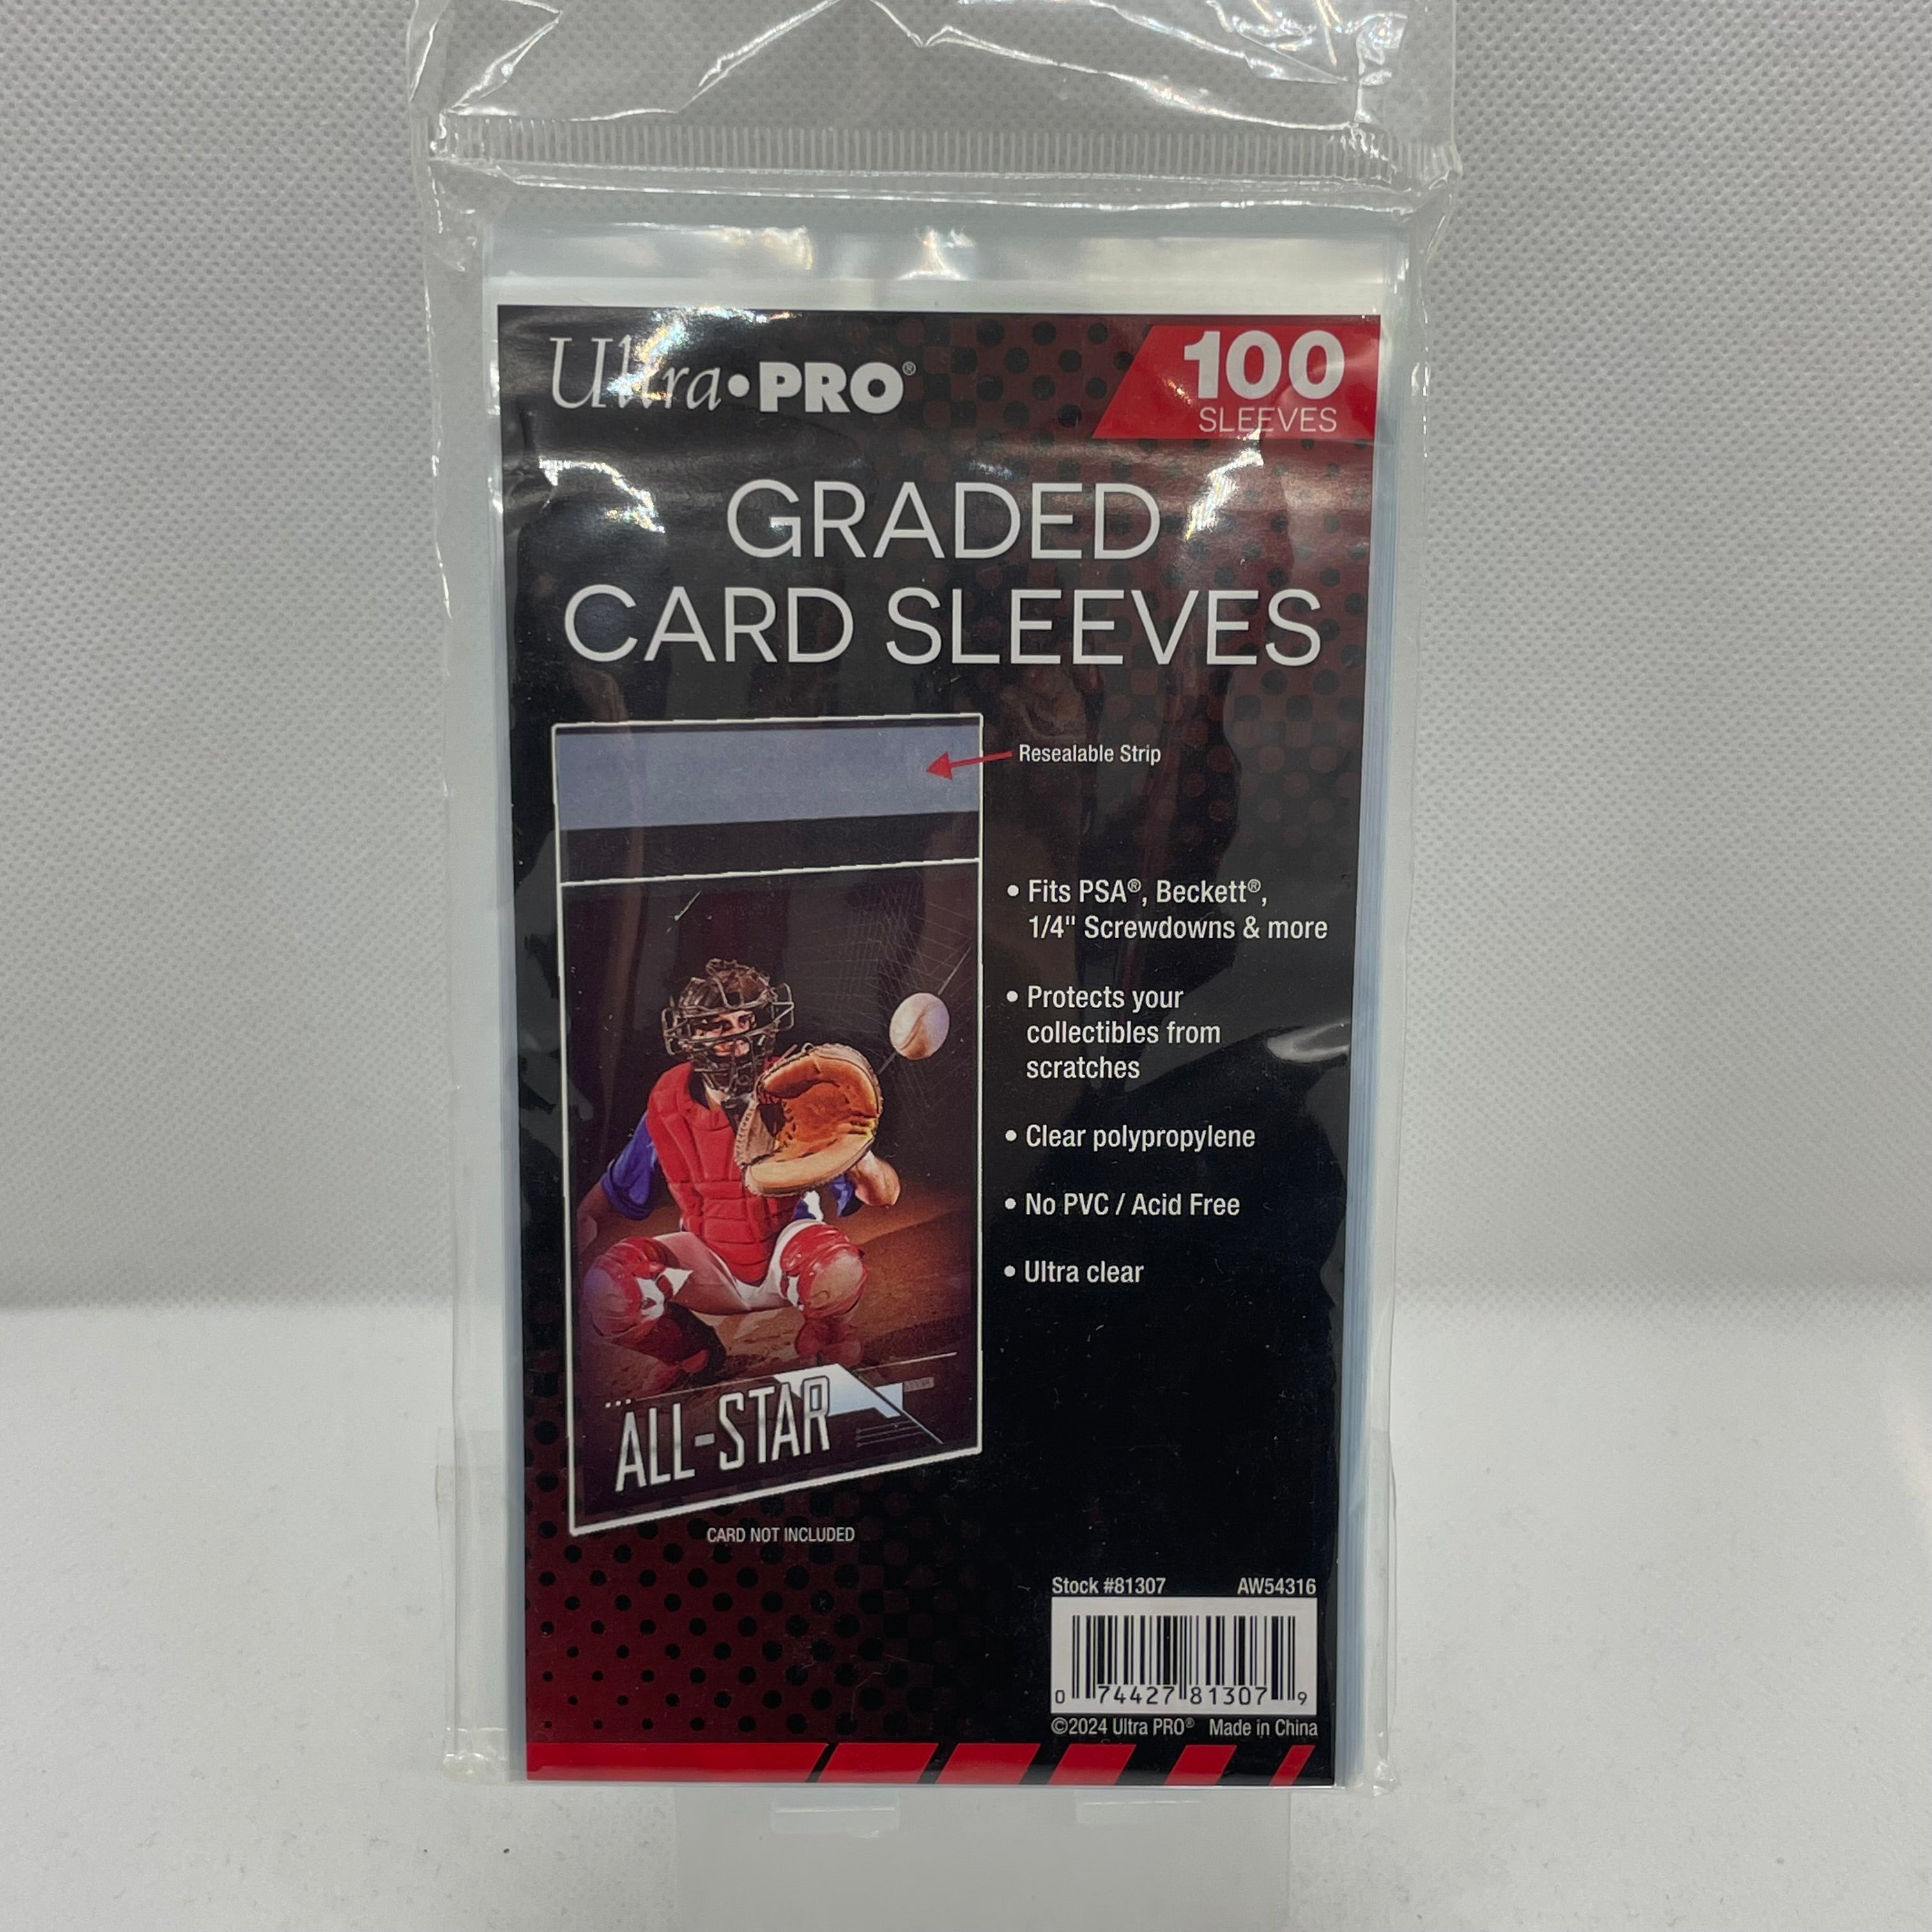 Ultra•PRO®
100
SLEEVES
GRADED
CARD SLEEVES
Resealable Strip
• Fits PSA®, Beckett®,
1/4" Screwdowns & more
• Protects your
collectibles from
scratches
• Clear polypropylene
• No PVC / Acid Free
• Ultra clear
ALL-STAR
CARD NOT INCLUDED
Stock #81307 AW54316
0 74427 81307 9
©2024 Ultra PRO® Made in China